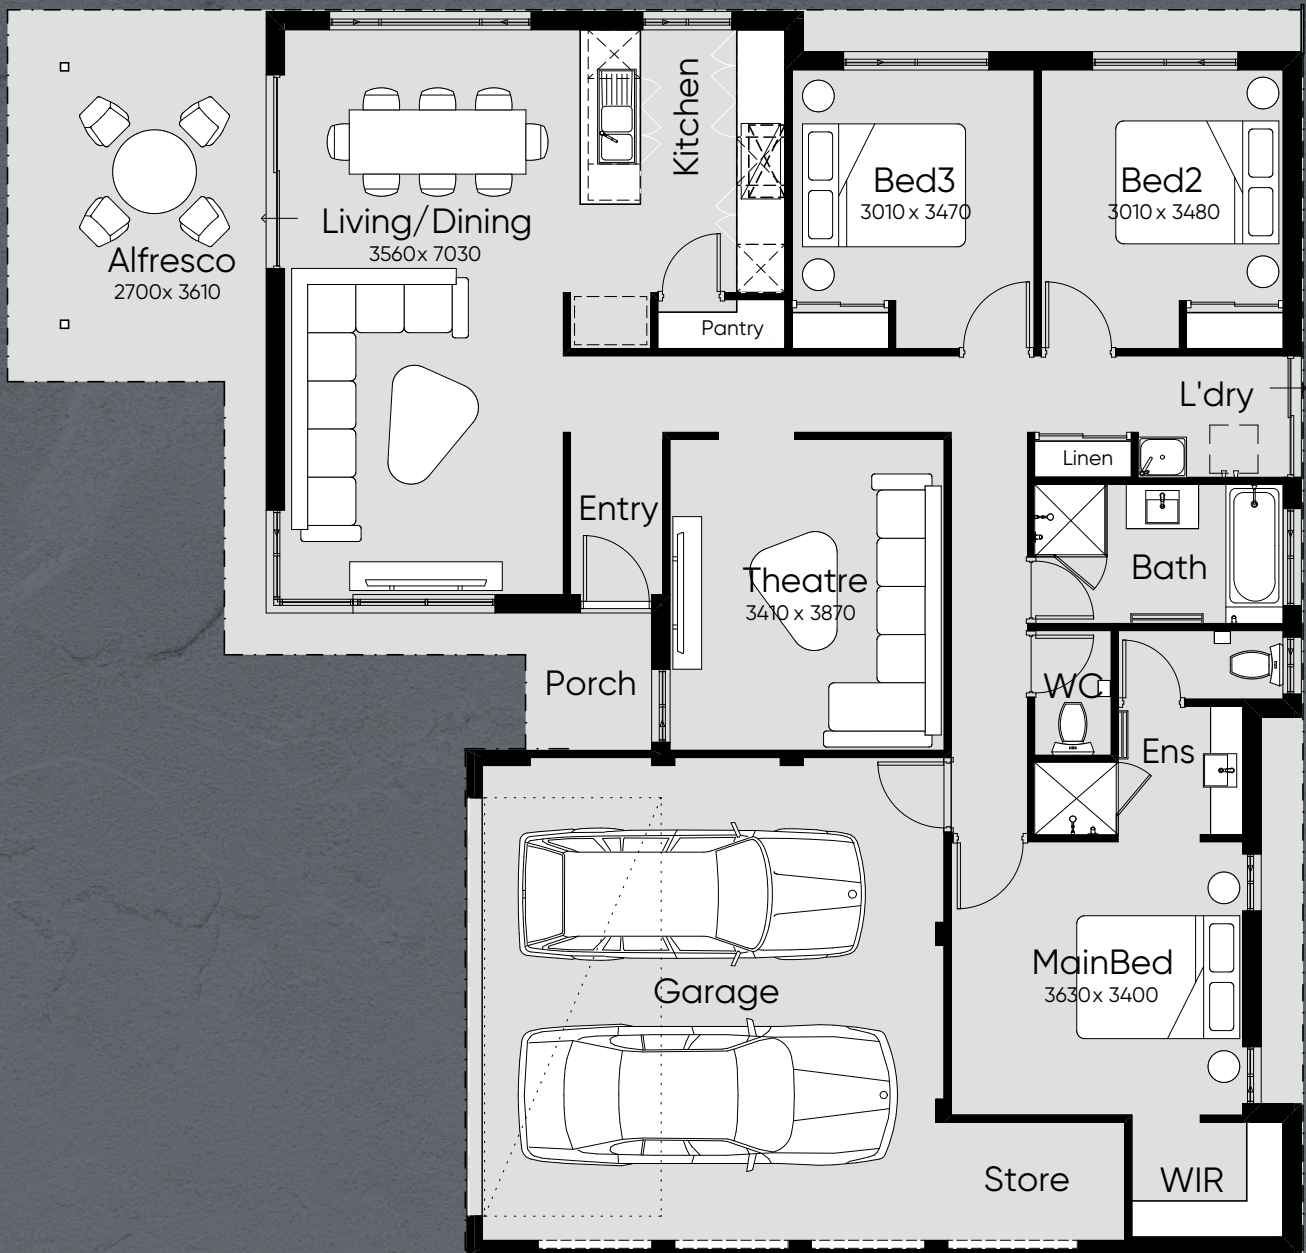 Kitchen
Bed3
3010 x 3470
Bed2
3010 x 3480
Living/Dining
3560x 7030
Alfresco
2700x 3610
Pantry
L'dry
Linen
Entry
Bath
Theatre
3410 x 3870
Porch
WC
Ens
MainBed
3630x 3400
Garage
Store
WIR